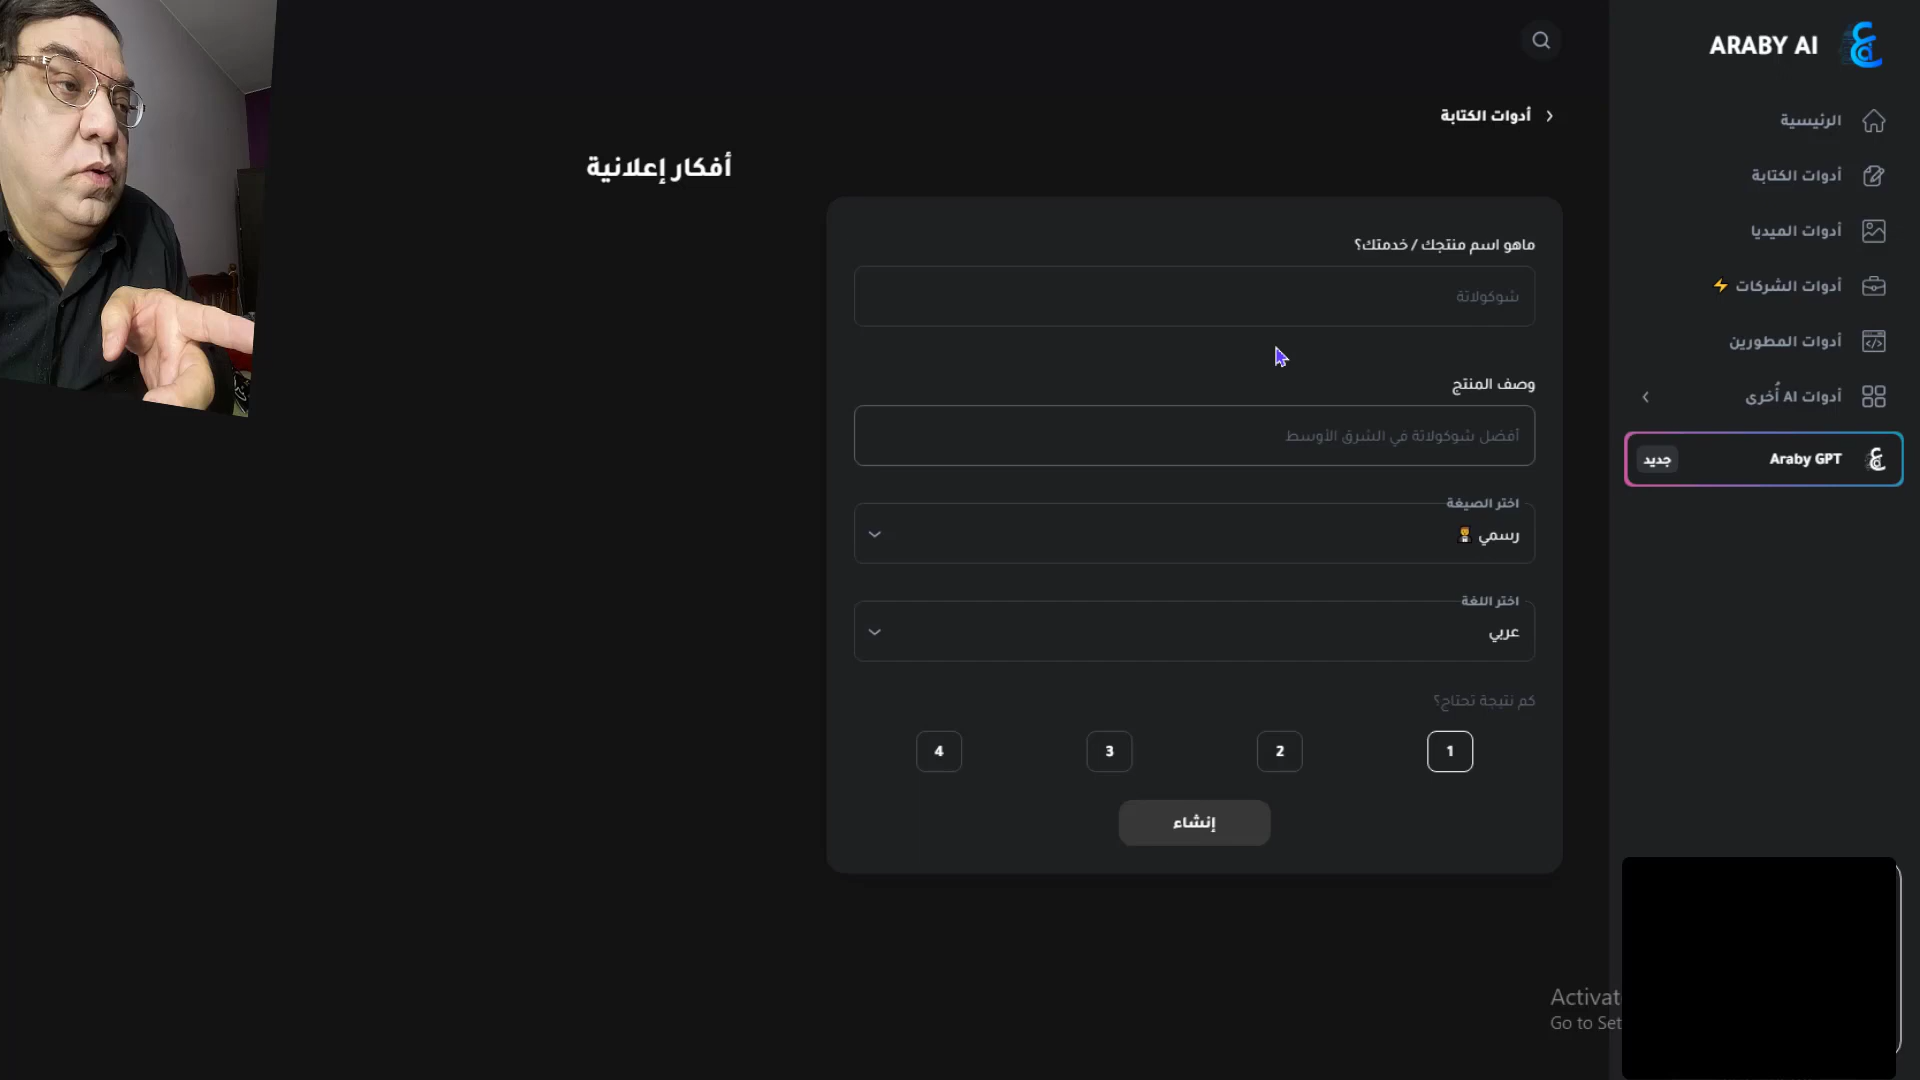 ARABY AI
الرئيسية
أدوات الكتابة
أدوات الميديا
أدوات الشركات ⚡
أدوات المطورين
أدوات AI أُخرى
Araby GPT
جديد
أدوات الكتابة
أفكار إعلانية
ماهو اسم منتجك / خدمتك؟
شوكولاتة
وصف المنتج
أفضل شوكولاتة في الشرق الأوسط
اختر الصيغة
رسمي
اختر اللغة
عربي
كم نتيجة تحتاج؟
1
2
3
4
إنشاء
Activat
Go to Set